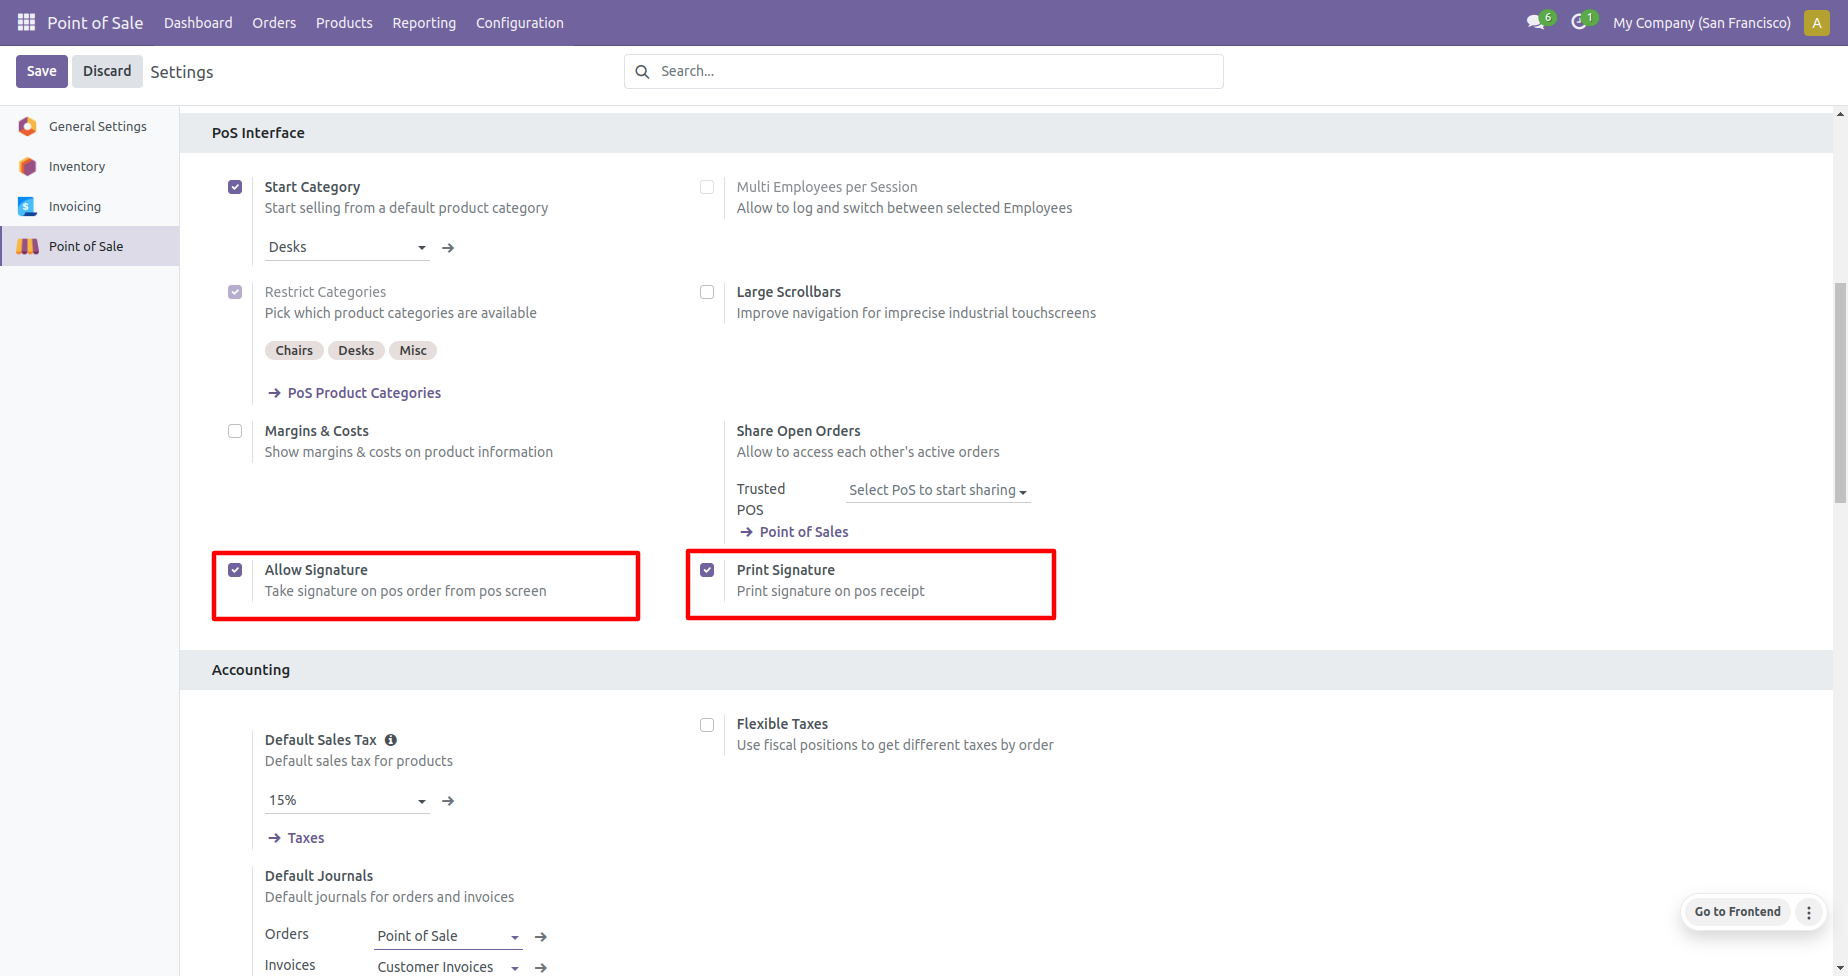 Point of Sale Dashboard Orders Products Reporting Configuration 6 1 My Company (San Francisco) A
Save Discard Settings Search...
General Settings
Inventory
Invoicing
Point of Sale
PoS Interface
Start Category
Start selling from a default product category
Desks
Multi Employees per Session
Allow to log and switch between selected Employees
Restrict Categories
Pick which product categories are available
Chairs Desks Misc
PoS Product Categories
Large Scrollbars
Improve navigation for imprecise industrial touchscreens
Margins & Costs
Show margins & costs on product information
Share Open Orders
Allow to access each other's active orders
Trusted
POS
Select PoS to start sharing
Point of Sales
Allow Signature
Take signature on pos order from pos screen
Print Signature
Print signature on pos receipt
Accounting
Default Sales Tax
Default sales tax for products
15%
Taxes
Flexible Taxes
Use fiscal positions to get different taxes by order
Default Journals
Default journals for orders and invoices
Orders Point of Sale
Invoices Customer Invoices
Go to Frontend